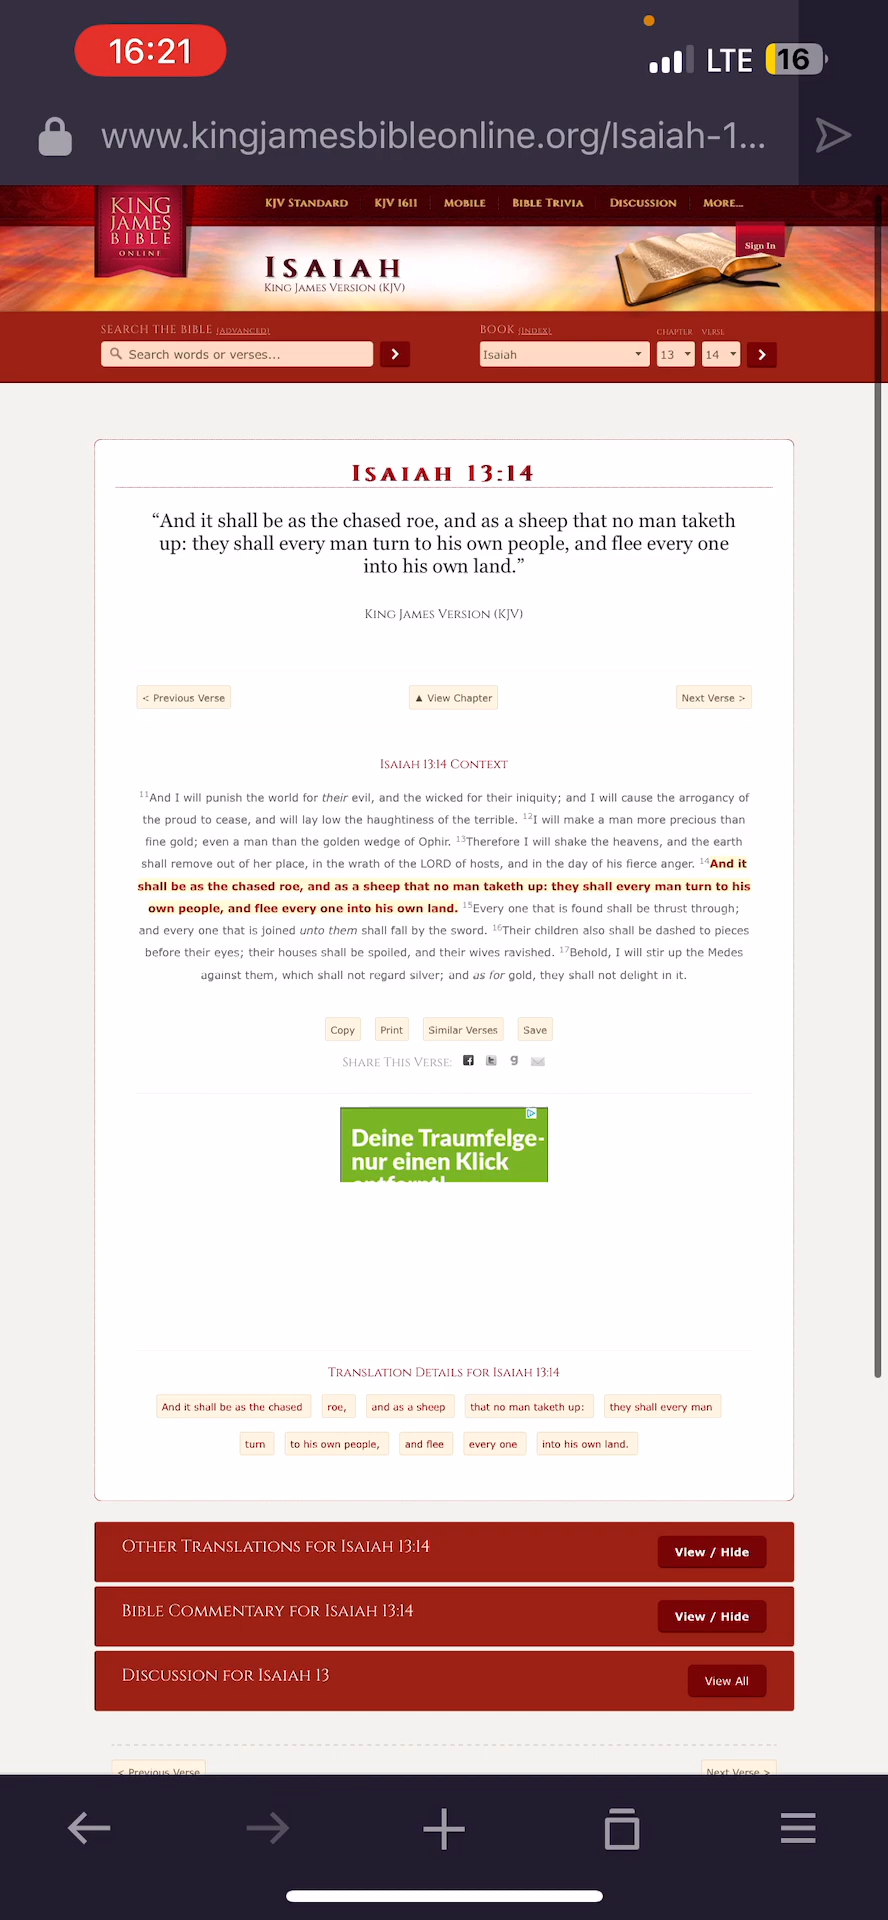 16:21
LTE 16
www.kingjamesbibleonline.org/Isaiah-1...
KING
JAMES
BIBLE
ONLINE
KJV STANDARD KJV 1611 MOBILE BIBLE TRIVIA DISCUSSION MORE...
Sign In
ISAIAH
KING JAMES VERSION (KJV)
SEARCH THE BIBLE (ADVANCED)
Search words or verses...
BOOK (INDEX) CHAPTER VERSE
Isaiah 13 14
ISAIAH 13:14
“And it shall be as the chased roe, and as a sheep that no man taketh
up: they shall every man turn to his own people, and flee every one
into his own land.”
KING JAMES VERSION (KJV)
< Previous Verse ▲ View Chapter Next Verse >
ISAIAH 13:14 CONTEXT
11And I will punish the world for their evil, and the wicked for their iniquity; and I will cause the arrogancy of
the proud to cease, and will lay low the haughtiness of the terrible. 12I will make a man more precious than
fine gold; even a man than the golden wedge of Ophir. 13Therefore I will shake the heavens, and the earth
shall remove out of her place, in the wrath of the LORD of hosts, and in the day of his fierce anger. 14And it
shall be as the chased roe, and as a sheep that no man taketh up: they shall every man turn to his
own people, and flee every one into his own land. 15Every one that is found shall be thrust through;
and every one that is joined unto them shall fall by the sword. 16Their children also shall be dashed to pieces
before their eyes; their houses shall be spoiled, and their wives ravished. 17Behold, I will stir up the Medes
against them, which shall not regard silver; and as for gold, they shall not delight in it.
Copy Print Similar Verses Save
SHARE THIS VERSE:
Deine Traumfelge-
nur einen Klick
entfernt!
TRANSLATION DETAILS FOR ISAIAH 13:14
And it shall be as the chased roe, and as a sheep that no man taketh up: they shall every man
turn to his own people, and flee every one into his own land.
OTHER TRANSLATIONS FOR ISAIAH 13:14 View / Hide
BIBLE COMMENTARY FOR ISAIAH 13:14 View / Hide
DISCUSSION FOR ISAIAH 13 View All
< Previous Verse Next Verse >